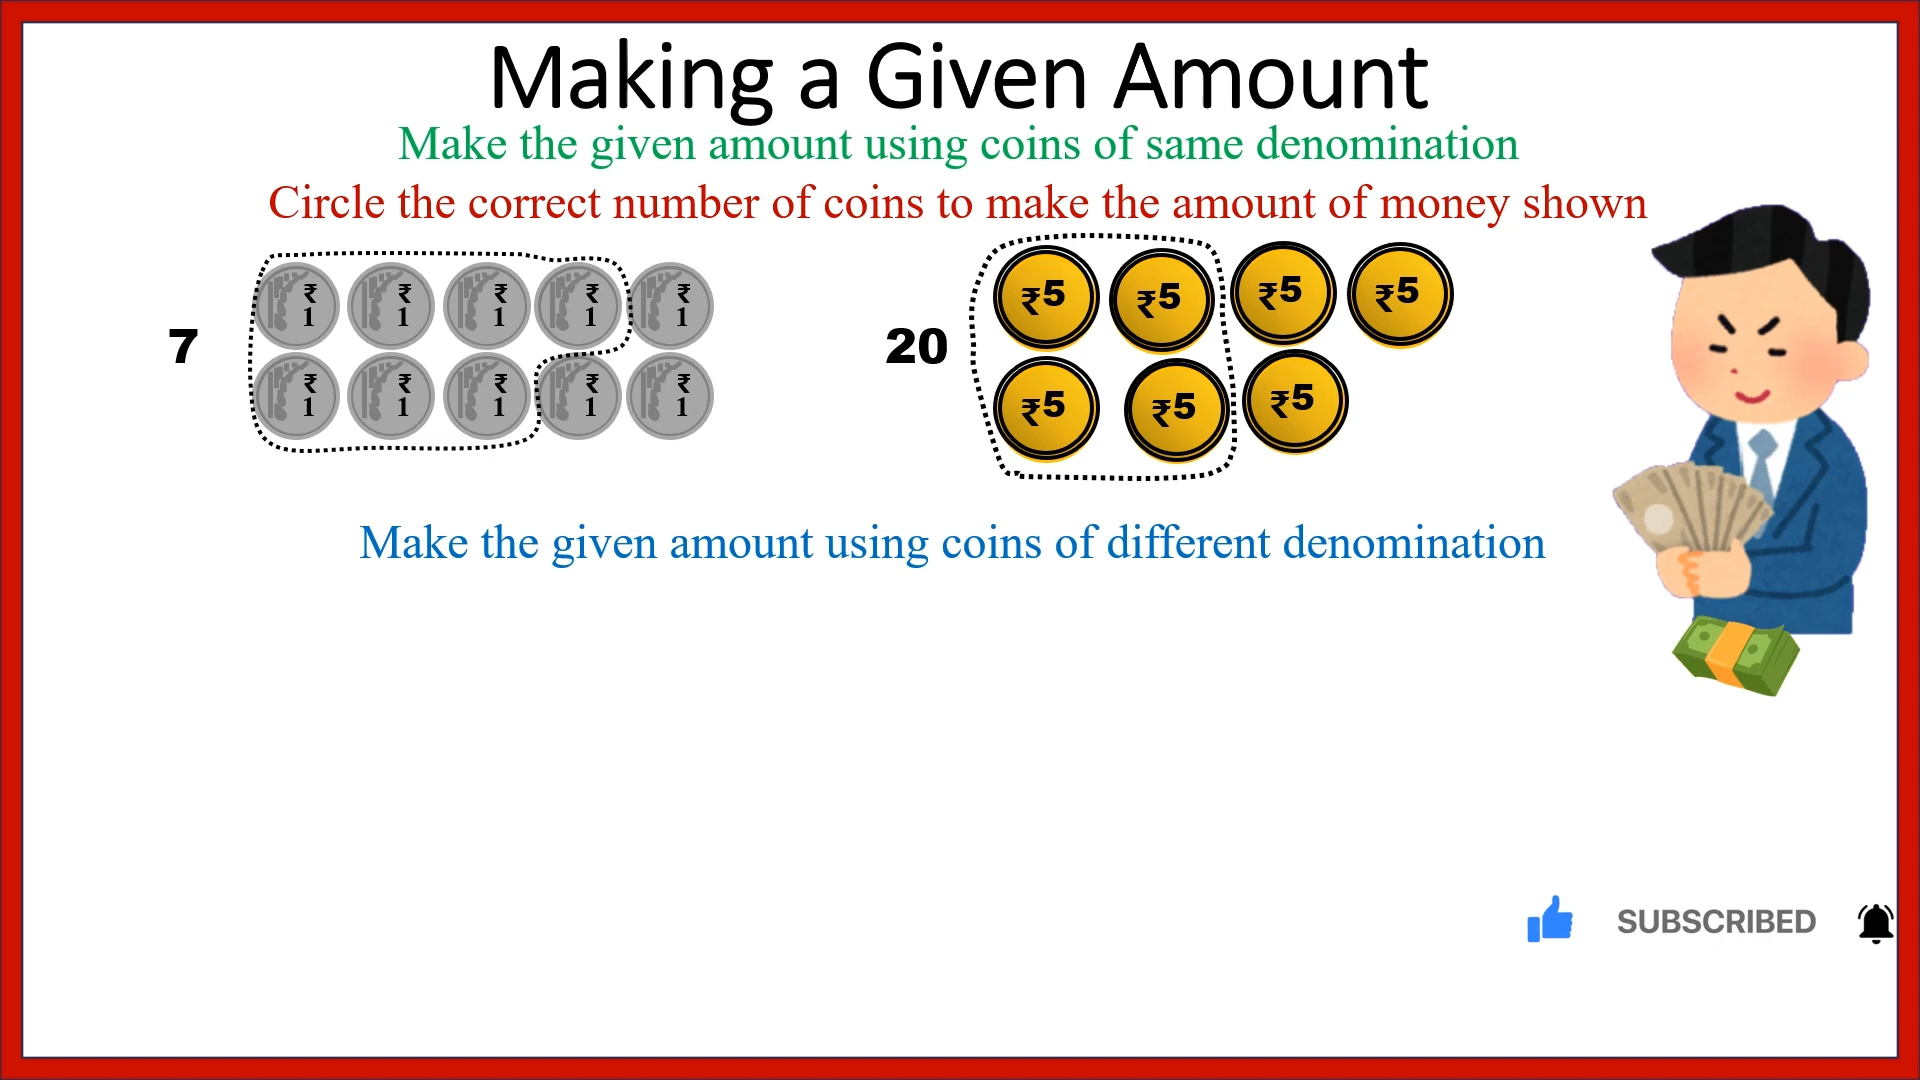 Making a Given Amount
Make the given amount using coins of same denomination
Circle the correct number of coins to make the amount of money shown
7
₹ 1 ₹ 1 ₹ 1 ₹ 1 ₹ 1
₹ 1 ₹ 1 ₹ 1 ₹ 1 ₹ 1
20
₹5 ₹5 ₹5 ₹5
₹5 ₹5 ₹5
Make the given amount using coins of different denomination
SUBSCRIBED